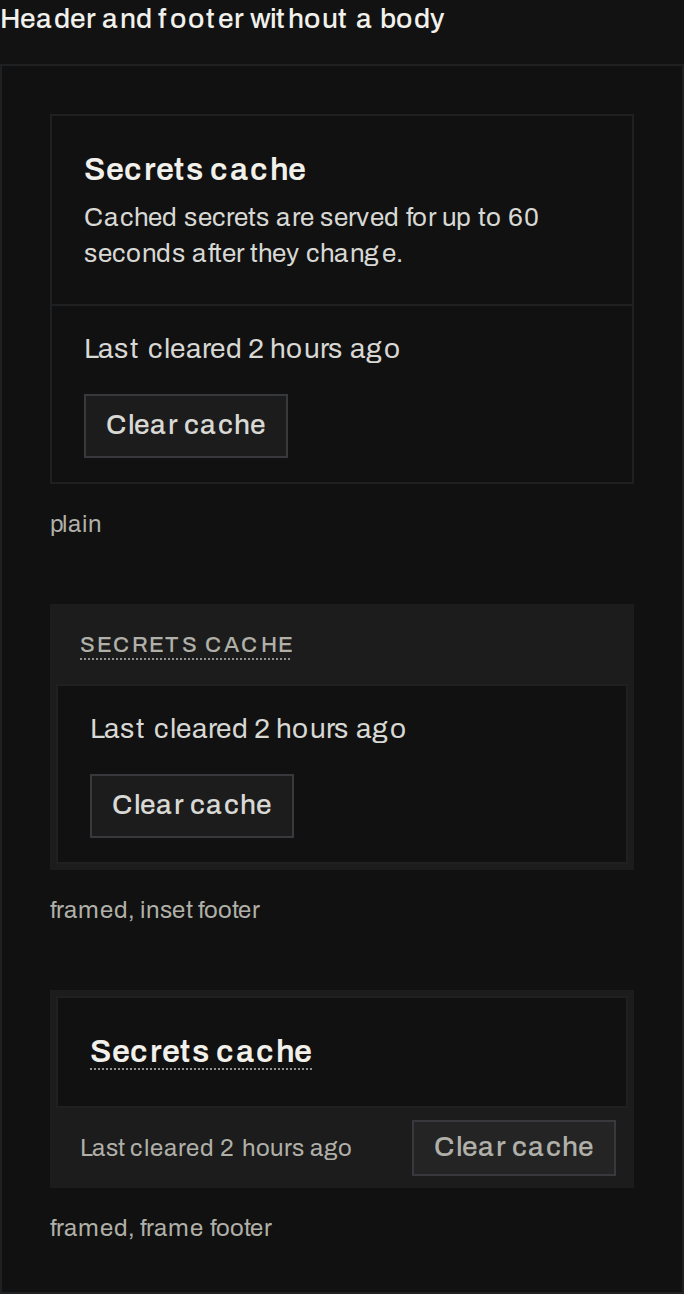 Header and footer without a body
Secrets cache
Cached secrets are served for up to 60
seconds after they change.
Last cleared 2 hours ago
Clear cache
plain
SECRETS CACHE
Last cleared 2 hours ago
Clear cache
framed, inset footer
Secrets cache
Last cleared 2 hours ago
Clear cache
framed, frame footer